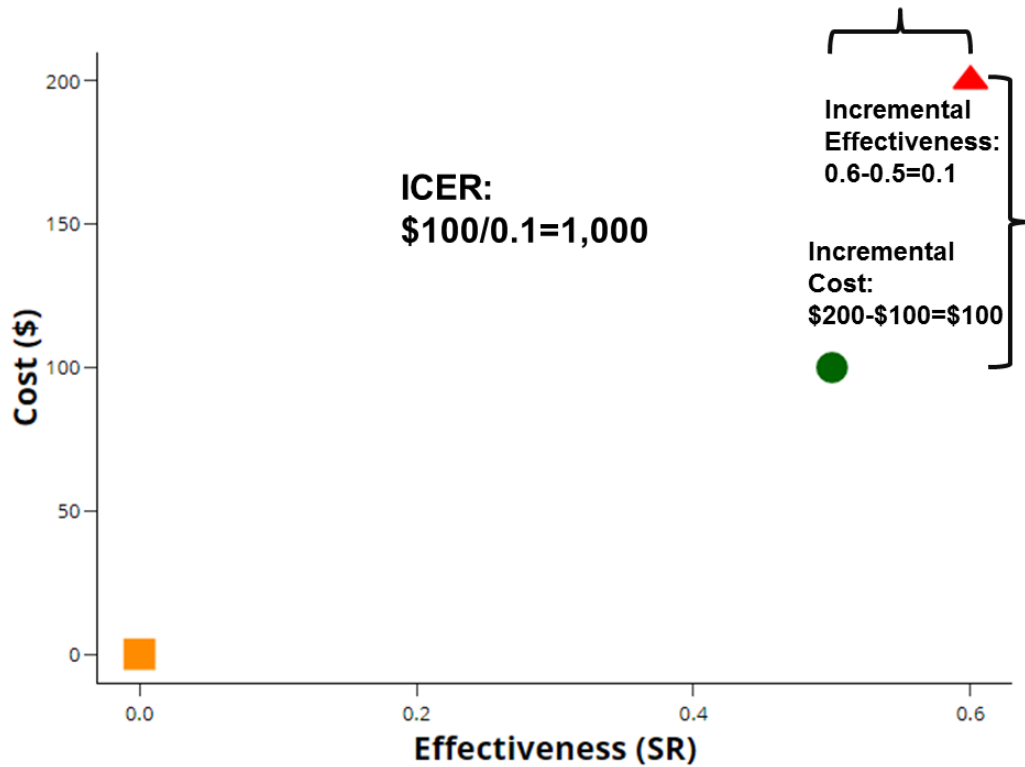 Incremental
Effectiveness:
0.6-0.5=0.1
ICER:
$100/0.1=1,000
Incremental
Cost:
$200-$100=$100
Cost ($)
200
150
100
50
0
0.0
0.2
0.4
0.6
Effectiveness (SR)